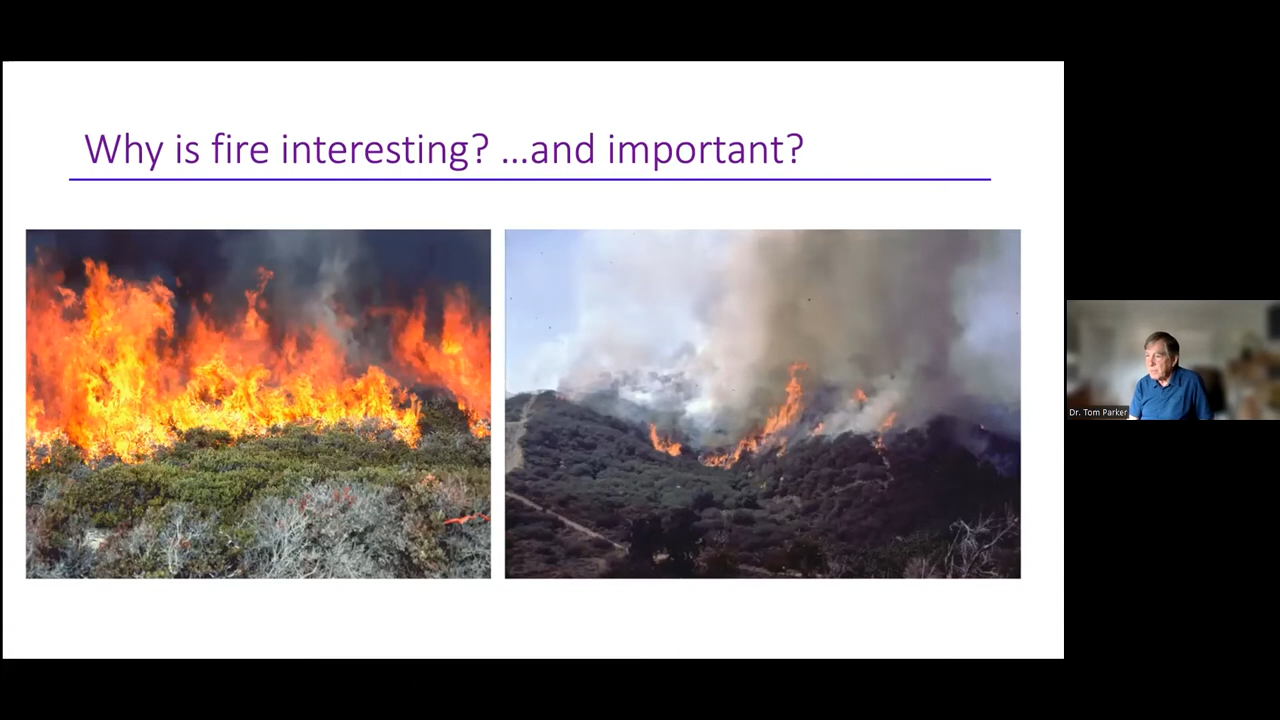 Why is fire interesting? ...and important?
Dr. Tom Parker